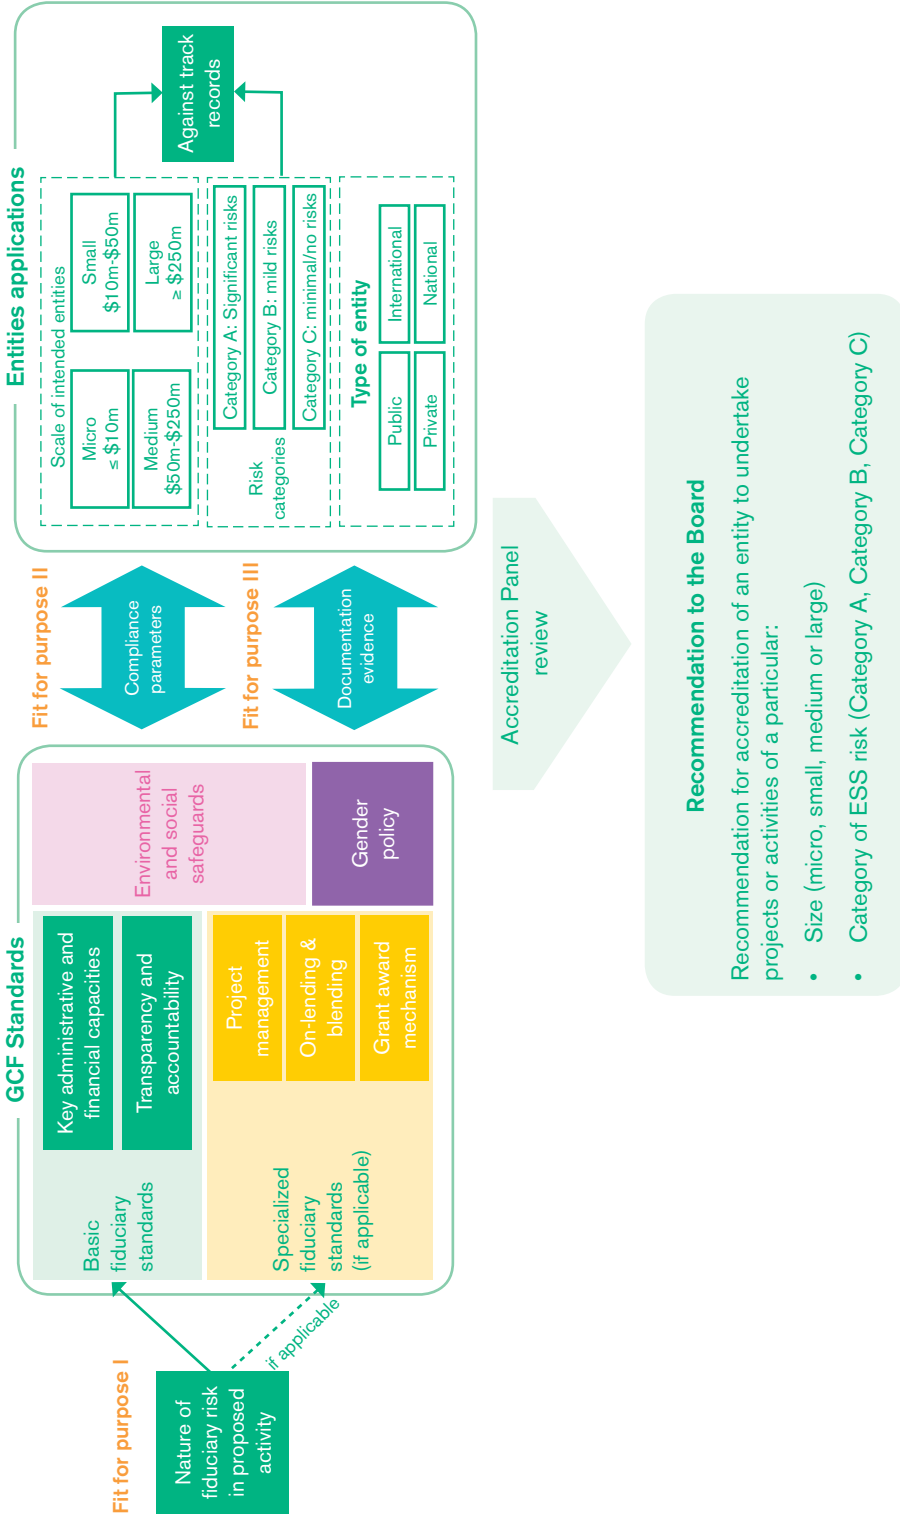 Fit for purpose I
Nature of
fiduciary risk
in proposed
activity
if applicable
GCF Standards
Basic
fiduciary
standards
Key administrative and
financial capacities
Transparency and
accountability
Specialized
fiduciary
standards
(if applicable)
Project
management
On-lending &
blending
Grant award
mechanism
Environmental
and social
safeguards
Gender
policy
Fit for purpose II
Compliance
parameters
Fit for purpose III
Documentation
evidence
Entities applications
Scale of intended entities
Micro
≤ $10m
Small
$10m-$50m
Medium
$50m-$250m
Large
≥ $250m
Risk
categories
Category A: Significant risks
Category B: mild risks
Category C: minimal/no risks
Type of entity
Public
International
Private
National
Against track
records
Accreditation Panel
review
Recommendation to the Board
Recommendation for accreditation of an entity to undertake
projects or activities of a particular:
• Size (micro, small, medium or large)
• Category of ESS risk (Category A, Category B, Category C)